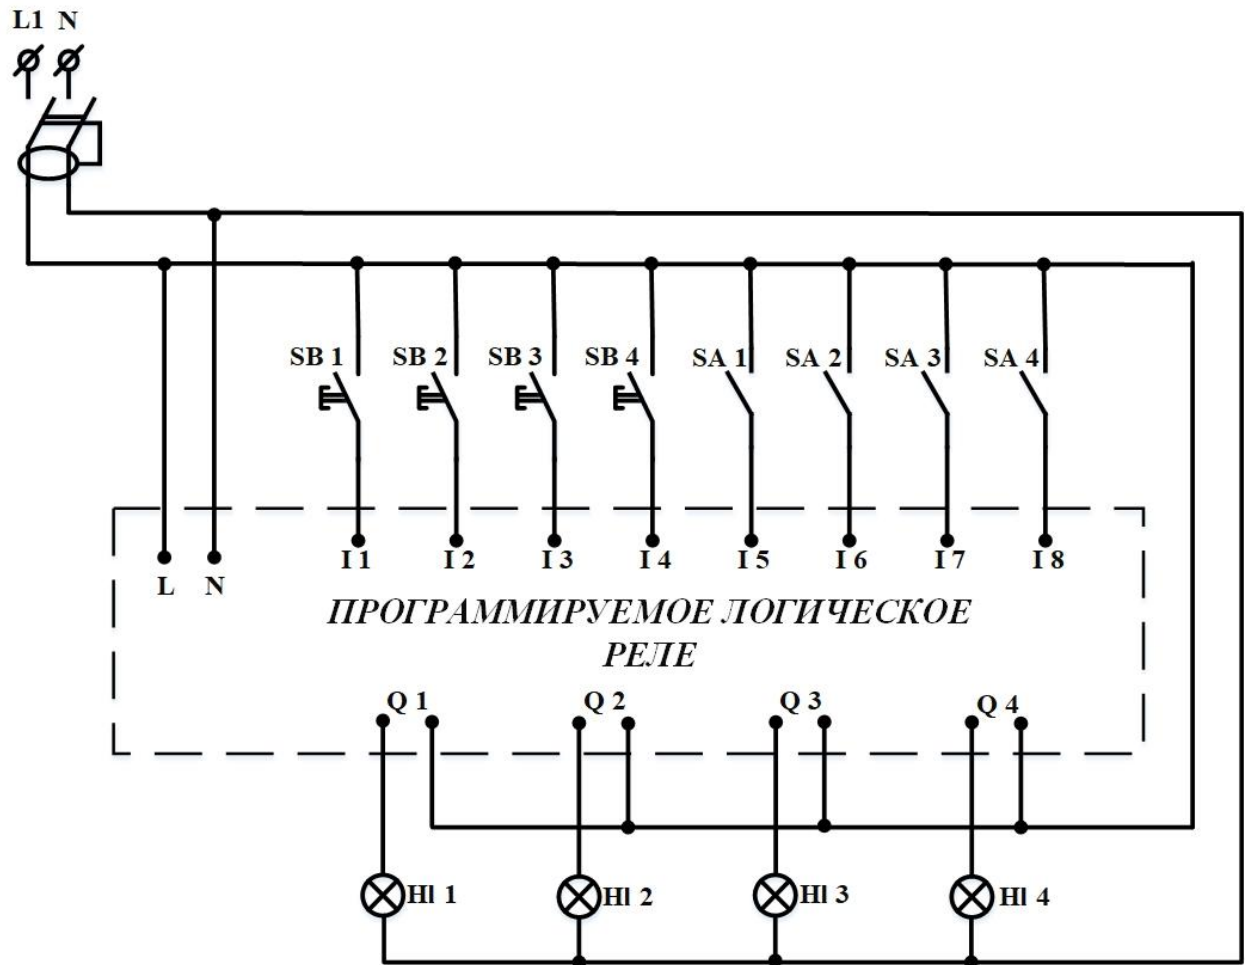 L1 N
SB 1 SB 2 SB 3 SB 4 SA 1 SA 2 SA 3 SA 4
I 1 I 2 I 3 I 4 I 5 I 6 I 7 I 8
L N
ПРОГРАММИРУЕМОЕ ЛОГИЧЕСКОЕ
РЕЛЕ
Q 1 Q 2 Q 3 Q 4
Hl 1 Hl 2 Hl 3 Hl 4